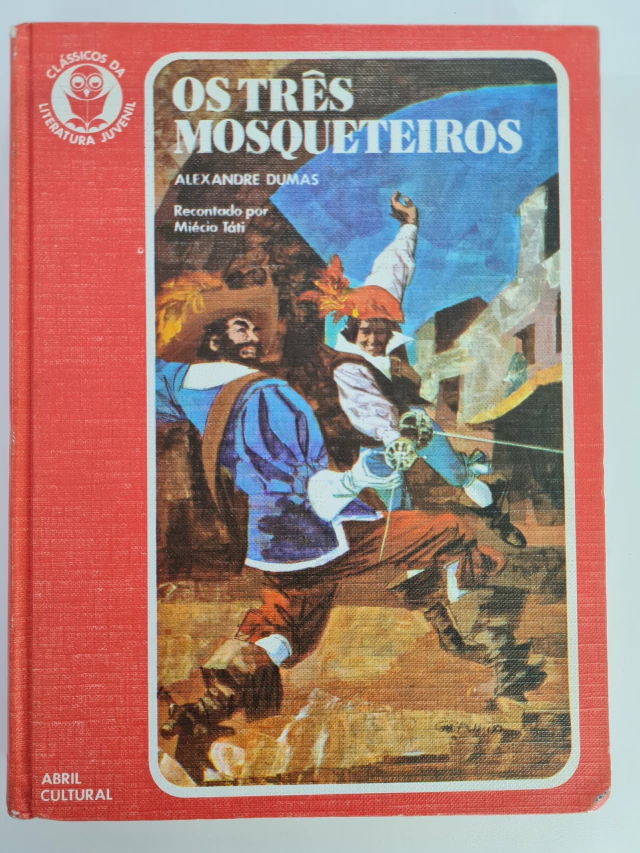 CLÁSSICOS DA
LITERATURA JUVENIL
OS TRÊS
MOSQUETEIROS
ALEXANDRE DUMAS
Recontado por
Miécio Táti
ABRIL
CULTURAL